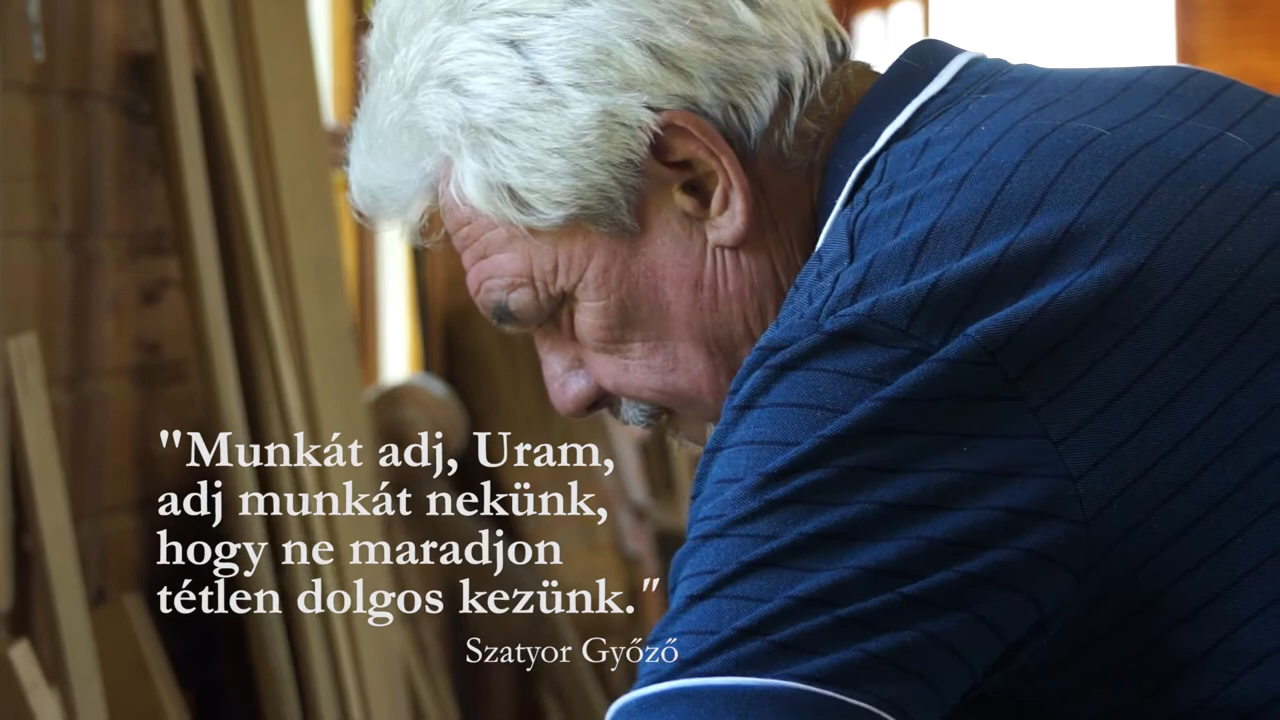 "Munkát adj, Uram,
adj munkát nekünk,
hogy ne maradjon
tétlen dolgos kezünk."
Szatyor Győző